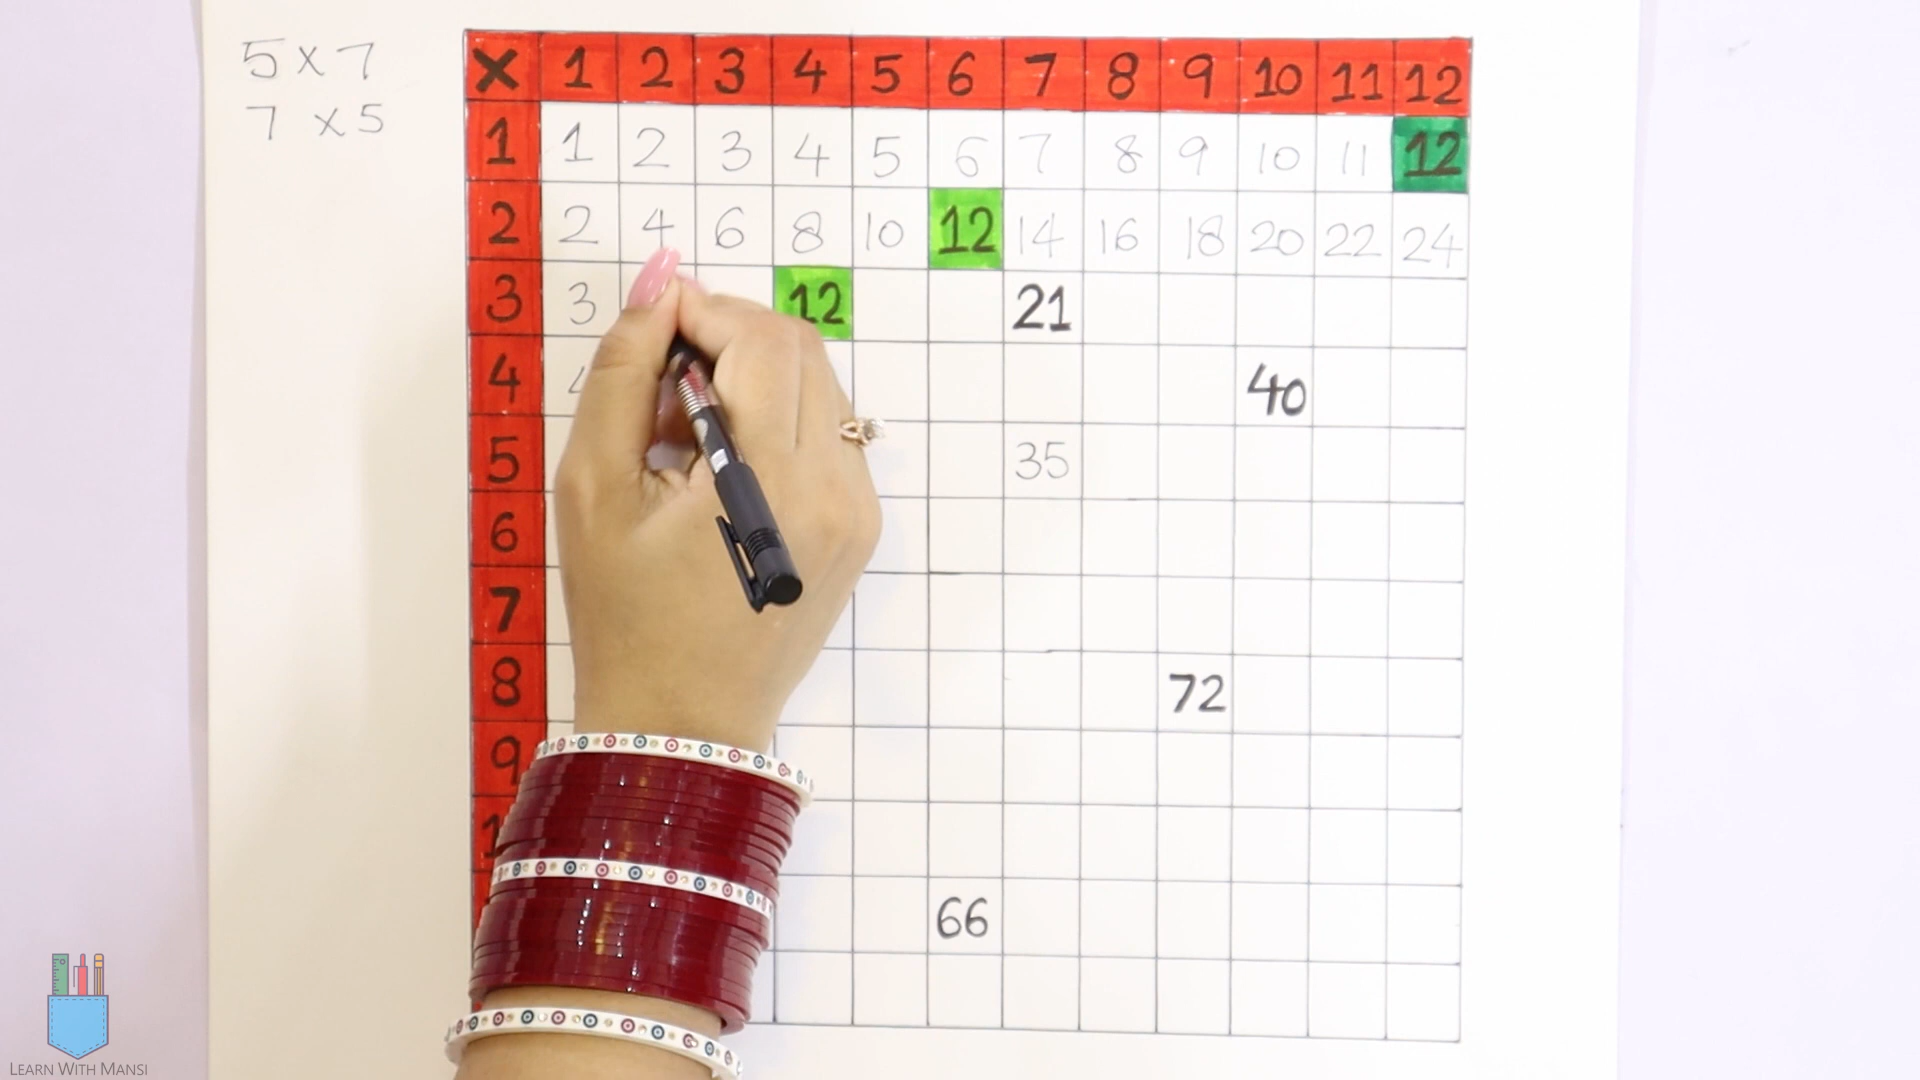 5 x 7
7 x 5
X 1 2 3 4 5 6 7 8 9 10 11 12
1 1 2 3 4 5 6 7 8 9 10 11 12
2 2 4 6 8 10 12 14 16 18 20 22 24
3 3 12 21
4 40
5 35
6
7
8 72
9
66
LEARN WITH MANSI